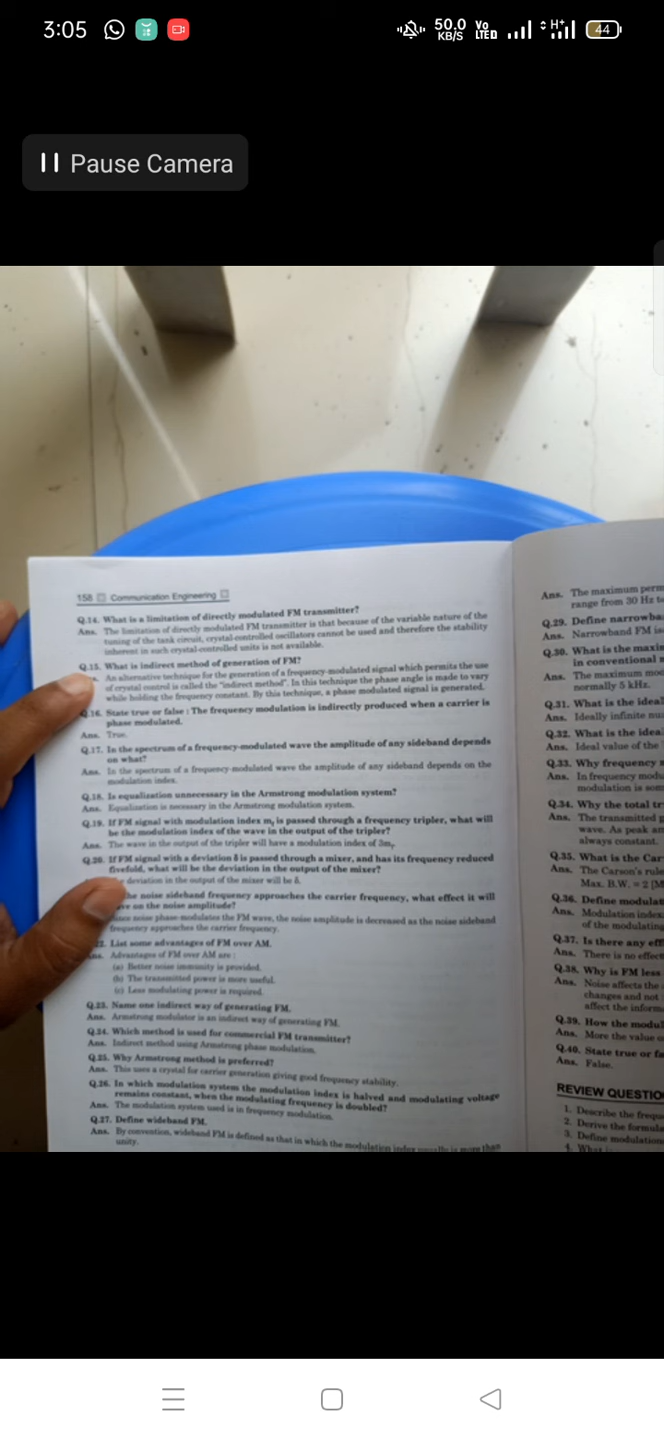 3:05
50.0 KB/S
Vo LTE
H+
44
Pause Camera
158 Communication Engineering
Q.14. What is a limitation of directly modulated FM transmitter?
Ans. The limitation of directly modulated FM transmitter is that because of the variable nature of the
tuning of the tank circuit, crystal-controlled oscillators cannot be used and therefore the stability
inherent in such crystal-controlled units is not available.
Q.15. What is indirect method of generation of FM?
An alternative technique for the generation of a frequency-modulated signal which permits the use
of crystal control is called the "indirect method". In this technique the phase angle is made to vary
while holding the frequency constant. By this technique, a phase modulated signal is generated.
Q.16. State true or false : The frequency modulation is indirectly produced when a carrier is
phase modulated.
Ans. True.
Q.17. In the spectrum of a frequency-modulated wave the amplitude of any sideband depends
on what?
Ans. In the spectrum of a frequency-modulated wave the amplitude of any sideband depends on the
modulation index.
Q.18. Is equalization unnecessary in the Armstrong modulation system?
Ans. Equalization is necessary in the Armstrong modulation system.
Q.19. If FM signal with modulation index mf is passed through a frequency tripler, what will
be the modulation index of the wave in the output of the tripler?
Ans. The wave in the output of the tripler will have a modulation index of 3mf
Q.20. If FM signal with a deviation δ is passed through a mixer, and has its frequency reduced
fivefold, what will be the deviation in the output of the mixer?
deviation in the output of the mixer will be δ.
the noise sideband frequency approaches the carrier frequency, what effect it will
on the noise amplitude?
noise phase-modulates the FM wave, the noise amplitude is decreased as the noise sideband
frequency approaches the carrier frequency.
List some advantages of FM over AM.
Advantages of FM over AM are :
(a) Better noise immunity is provided.
(b) The transmitted power is more useful.
(c) Less modulating power is required.
Q.23. Name one indirect way of generating FM.
Ans. Armstrong modulator is an indirect way of generating FM.
Q.24. Which method is used for commercial FM transmitter?
Ans. Indirect method using Armstrong phase modulation.
Q.25. Why Armstrong method is preferred?
Ans. This uses a crystal for carrier generation giving good frequency stability.
Q.26. In which modulation system the modulation index is halved and modulating voltage
remains constant, when the modulating frequency is doubled?
Ans. The modulation system used is in frequency modulation.
Q.27. Define wideband FM.
Ans. By convention, wideband FM is defined as that in which the modulation index usually is more than
unity.
Ans. The maximum
range from 30 Hz
Q.29. Define
Ans. Narrowband FM is
Q.30. What is the
in conventional
Ans. The maximum
normally 5 kHz.
Q.31. What is the
Ans. Ideally infinite
Q.32. What is the
Ans. Ideal value of the
Q.33. Why frequency
Ans. In frequency
modulation is
Q.34. Why the total
Ans. The transmitted
wave. As peak
always constant.
Q.35. What is the
Ans. The Carson's
Max. B.W. = 2
Q.36. Define
Ans. Modulation
of the modulating
Q.37. Is there any
Ans. There is no
Q.38. Why is FM less
Ans. Noise affects the
changes and not
affect the
Q.39. How the
Ans. More the value
Q.40. State true or
Ans. False.
REVIEW
1. Describe the
2. Derive the
3. Define
4. What